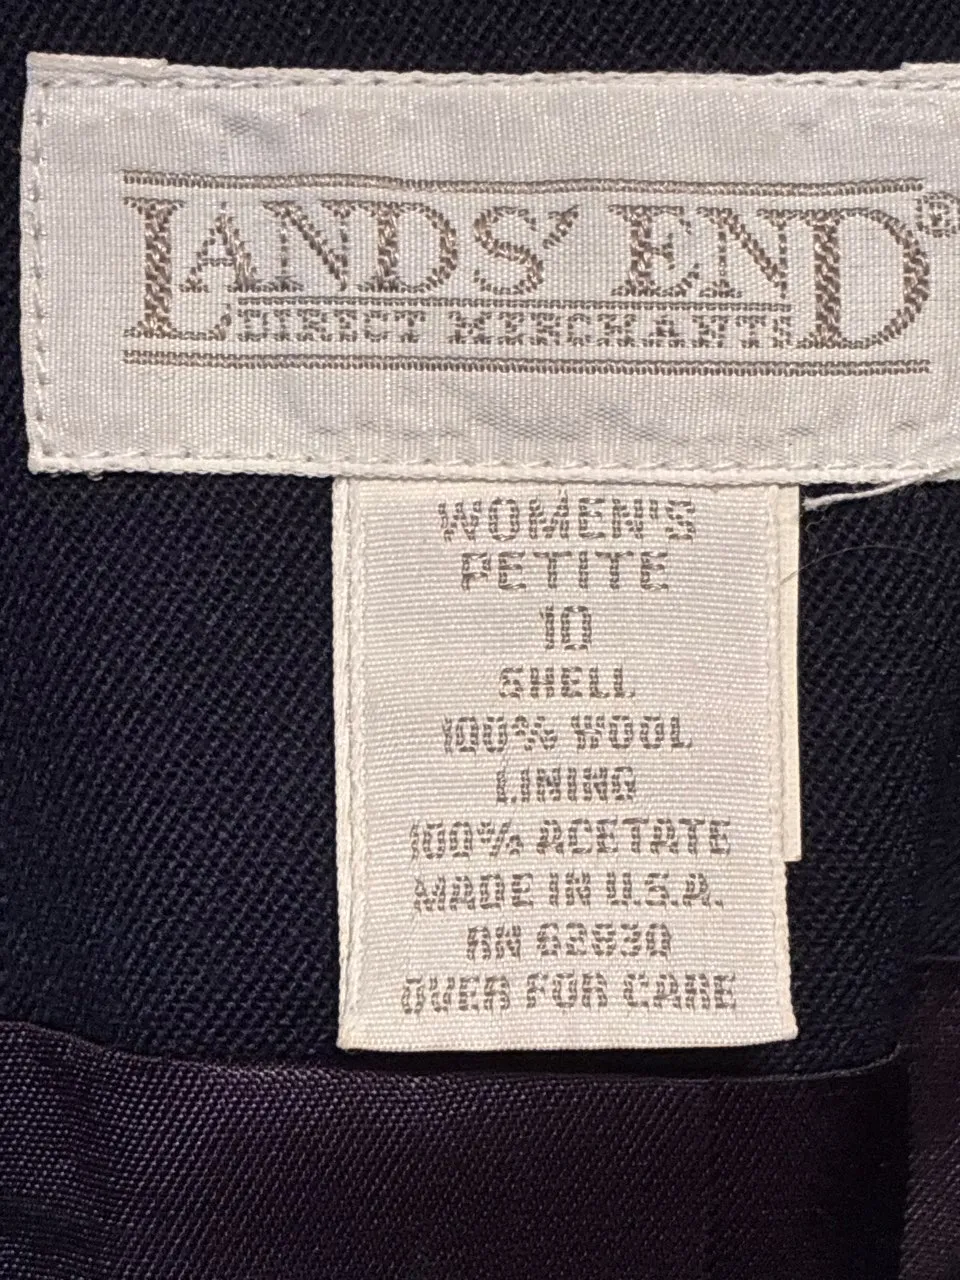 LANDS' END®
DIRECT MERCHANTS
WOMEN'S
PETITE
10
SHELL
100% WOOL
LINING
100% ACETATE
MADE IN U.S.A.
RN 62830
OVER FOR CARE